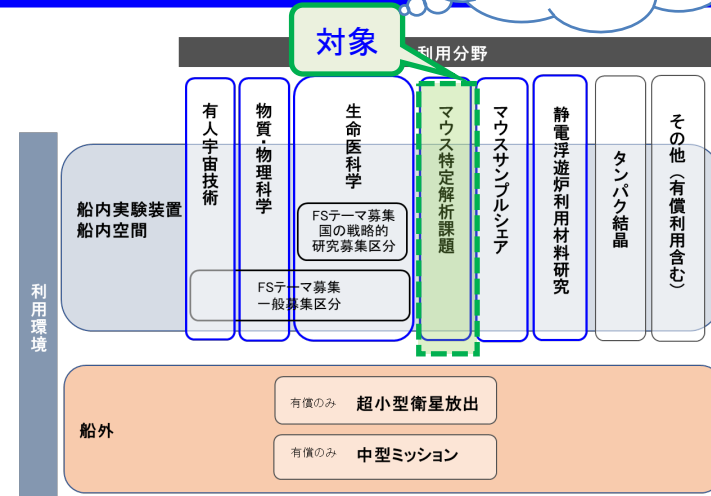 対象
利用分野
有人宇宙技術
物質・物理科学
生命医科学
マウス特定解析課題
マウスサンプルシェア
静電浮遊炉利用材料研究
タンパク結晶
その他（有償利用含む）
利用環境
船内実験装置
船内空間
FSテーマ募集
国の戦略的
研究募集区分
FSテーマ募集
一般募集区分
船外
有償のみ 超小型衛星放出
有償のみ 中型ミッション